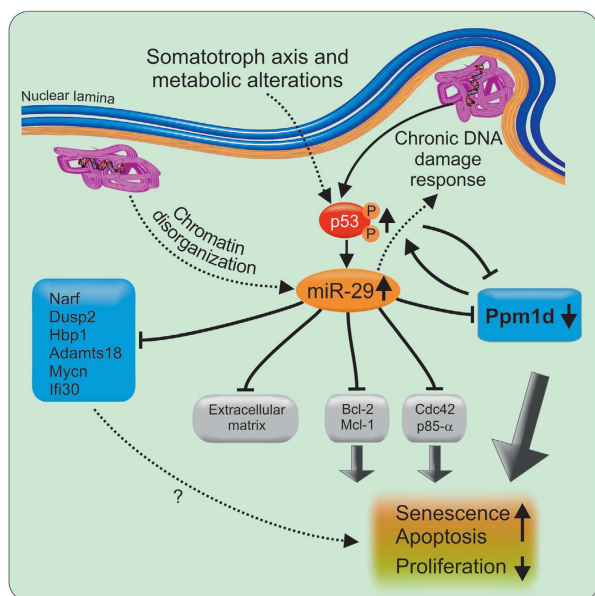 Somatotroph axis and
metabolic alterations
Nuclear lamina
Chronic DNA
damage
response
p53
P
P
Chromatin
disorganization
miR-29
Ppm1d
Narf
Dusp2
Hbp1
Adamts18
Mycn
Ifi30
Extracellular
matrix
Bcl-2
Mcl-1
Cdc42
p85-α
?
Senescence
Apoptosis
Proliferation